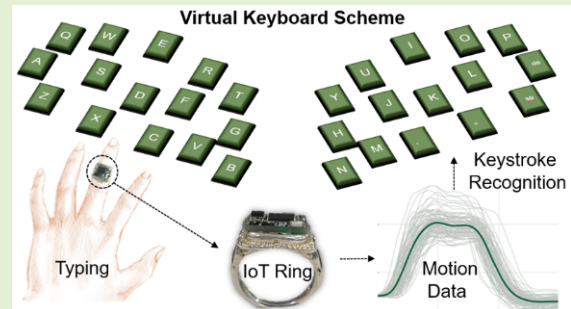 Virtual Keyboard Scheme
Q W E R T
A S D F G
Z X C V B
Y U I O P
H J K L
N M , .
Keystroke
Recognition
Typing
IoT Ring
Motion
Data